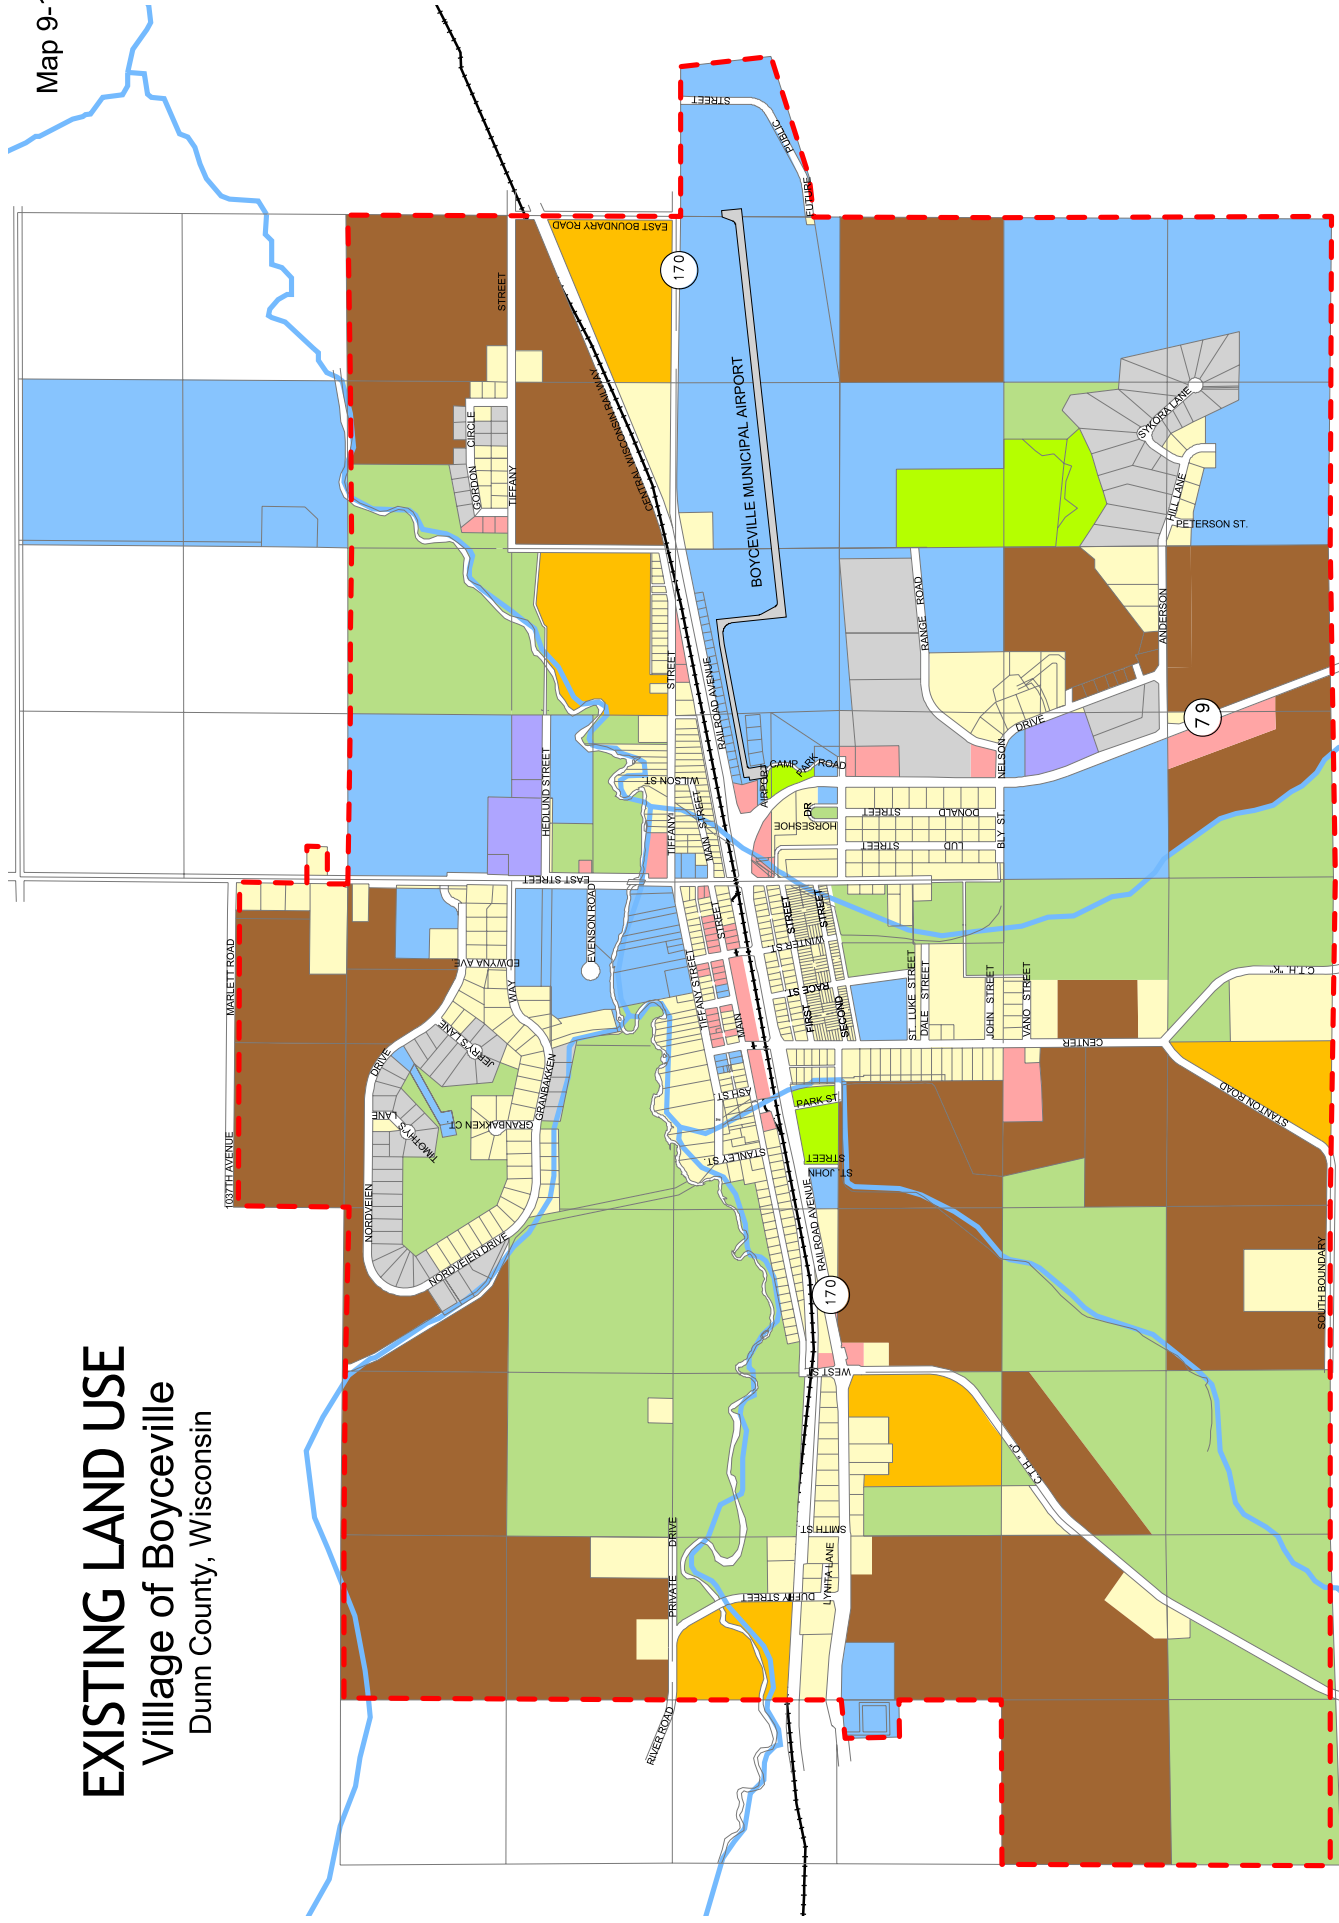 Map 9-1
EXISTING LAND USE
Villlage of Boyceville
Dunn County, Wisconsin
STREET
PUBLIC
FUTURE
EAST BOUNDARY ROAD
170
STREET
CENTRAL WISCONSIN RAILWAY
GORDON
CIRCLE
TIFFANY
BOYCEVILLE MUNICIPAL AIRPORT
SYKORA LANE
HILL LANE
PETERSON ST.
ANDERSON
RANGE ROAD
79
DRIVE
NELSON
STREET
RAILROAD AVENUE
WILSON ST
HEDLUND STREET
TIFFANY
MAIN STREET
AIRPORT
CAMP
PARK
ROAD
HORSESHOE
DR
DONALD STREET
LUD STREET
BLY ST.
EAST STREET
EVENSON ROAD
MARLETT ROAD
1037TH AVENUE
EDWYNA AVE.
WAY
JERRY'S LANE
DRIVE
TIMOTHY'S
LANE
GRANBAKKEN CT.
GRANBAKKEN
NORDVEIEN
NORDVEIEN DRIVE
TIFFANY STREET
MAIN
STREET
WINTER ST
RACE ST.
FIRST
STREET
SECOND
STREET
ST. LUKE STREET
DALE STREET
JOHN STREET
VANO STREET
CENTER
C.T.H. "K"
STANTON ROAD
SOUTH BOUNDARY
ASH ST
STANLEY ST.
PARK ST
ST. JOHN
STREET
RAILROAD AVENUE
170
WEST ST
C.T.H "O"
SMITH ST.
LYNITA LANE
DUFFY STREET
PRIVATE DRIVE
RIVER ROAD